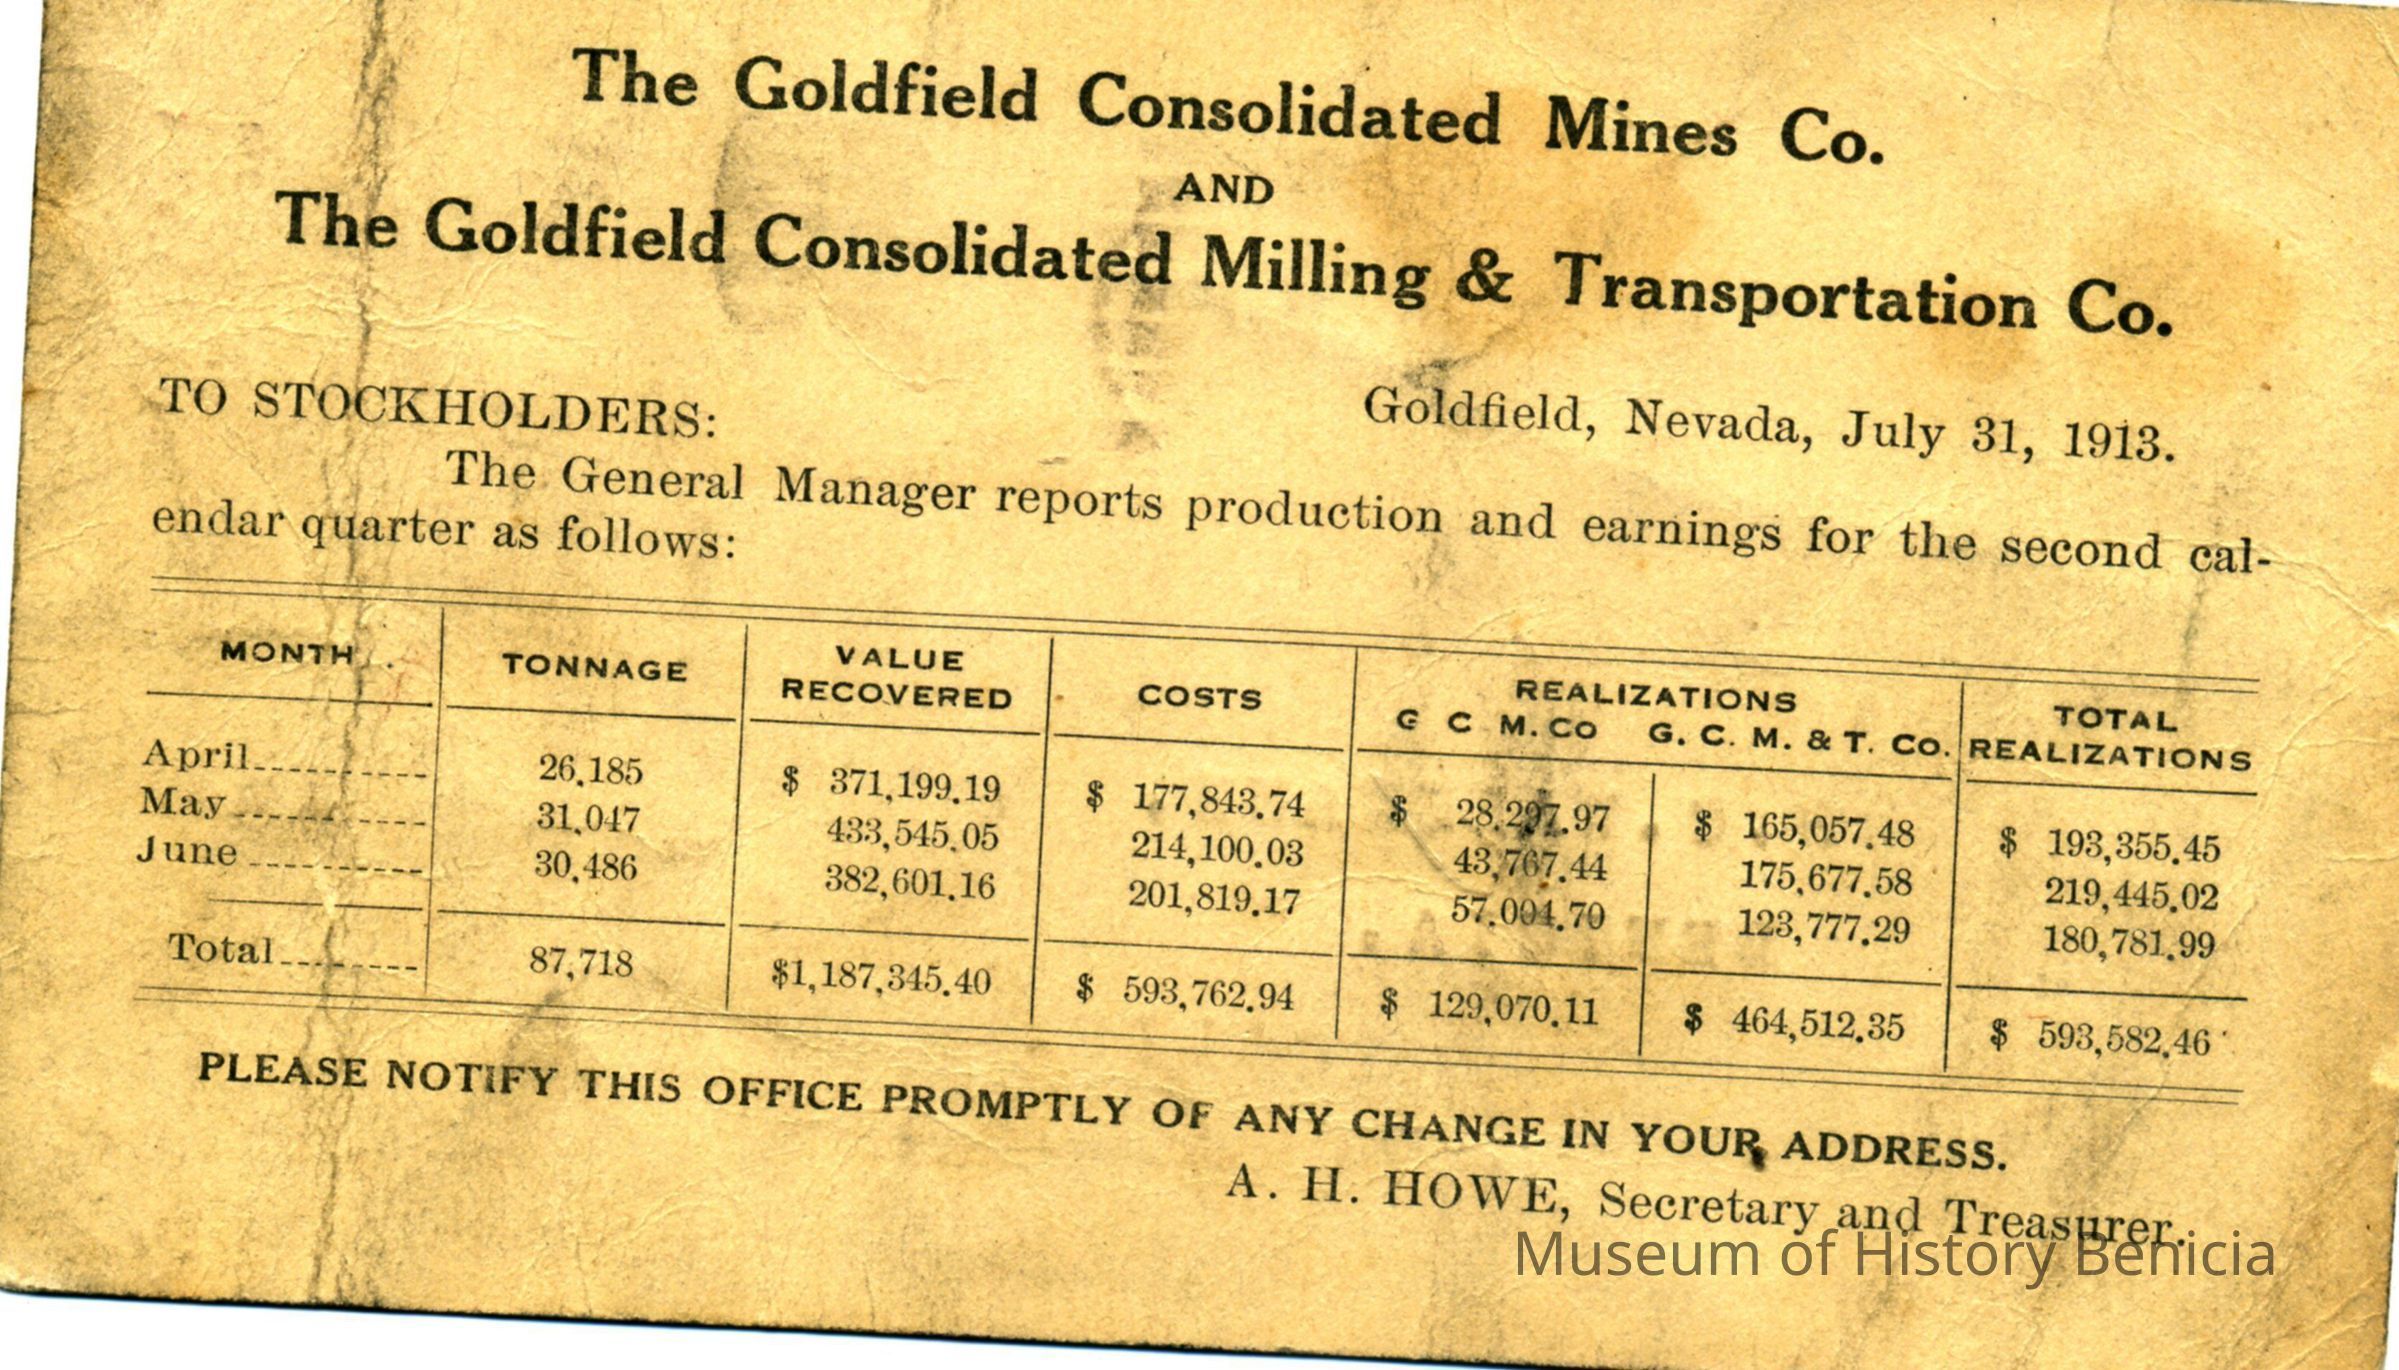 The Goldfield Consolidated Mines Co.
AND
The Goldfield Consolidated Milling & Transportation Co.
Goldfield, Nevada, July 31, 1913.
TO STOCKHOLDERS:
The General Manager reports production and earnings for the second cal-
endar quarter as follows:
MONTH TONNAGE VALUE RECOVERED COSTS REALIZATIONS G C M. Co G. C. M. & T. Co. TOTAL REALIZATIONS
April 26,185 $ 371,199.19 $ 177,843.74 $ 28,297.97 $ 165,057.48 $ 193,355.45
May 31,047 433,545.05 214,100.03 43,767.44 175,677.58 219,445.02
June 30,486 382,601.16 201,819.17 57,004.70 123,777.29 180,781.99
Total 87,718 $1,187,345.40 $ 593,762.94 $ 129,070.11 $ 464,512.35 $ 593,582.46
PLEASE NOTIFY THIS OFFICE PROMPTLY OF ANY CHANGE IN YOUR ADDRESS.
A. H. HOWE, Secretary and Treasurer.
Museum of History Benicia